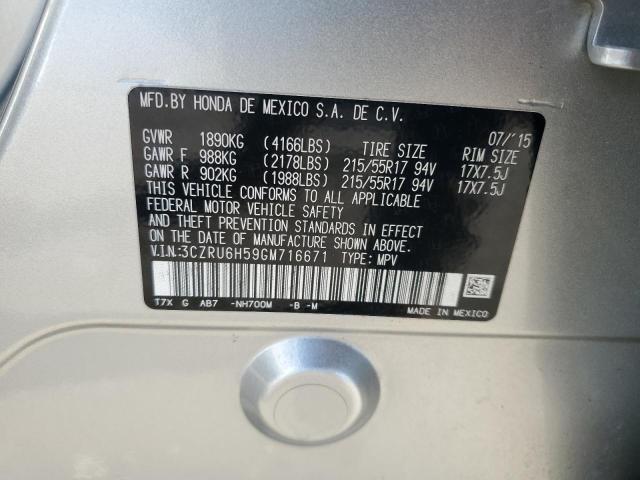 MFD.BY HONDA DE MEXICO S.A. DE C.V.
07/'15
GVWR 1890KG (4166LBS) TIRE SIZE RIM SIZE
GAWR F 988KG (2178LBS) 215/55R17 94V 17X7.5J
GAWR R 902KG (1988LBS) 215/55R17 94V 17X7.5J
THIS VEHICLE CONFORMS TO ALL APPLICABLE
FEDERAL MOTOR VEHICLE SAFETY
AND THEFT PREVENTION STANDARDS IN EFFECT
ON THE DATE OF MANUFACTURE SHOWN ABOVE.
V.I.N.:3CZRU6H59GM716671 TYPE: MPV
T7X G AB7 -NH700M -B -M
MADE IN MEXICO